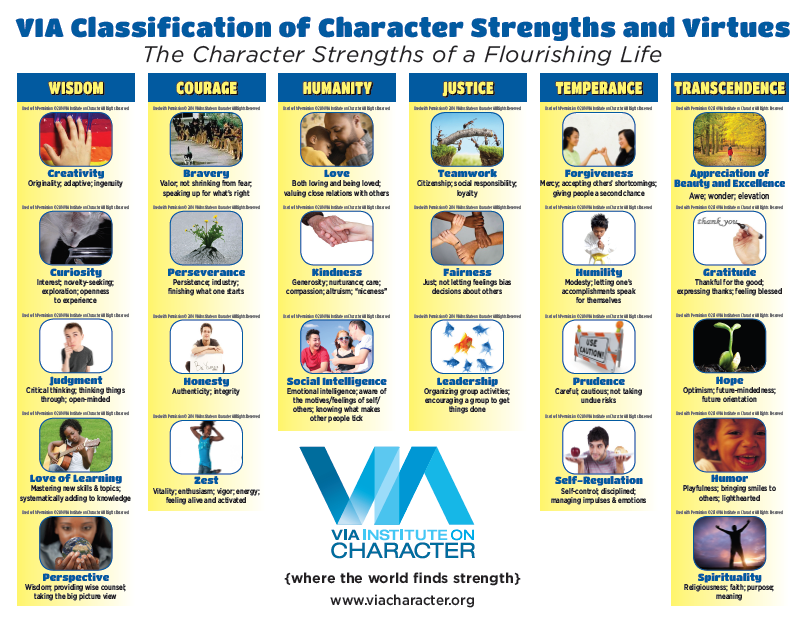 VIA Classification of Character Strengths and Virtues
The Character Strengths of a Flourishing Life
WISDOM
Creativity
Originality; adaptive; ingenuity
Curiosity
Interest; novelty-seeking;
exploration; openness
to experience
Judgment
Critical thinking; thinking things
through; open-minded
Love of Learning
Mastering new skills & topics;
systematically adding to knowledge
Perspective
Wisdom; providing wise counsel;
taking the big picture view
COURAGE
Bravery
Valor; not shrinking from fear;
speaking up for what's right
Perseverance
Persistence; industry;
finishing what one starts
Honesty
Authenticity; integrity
Zest
Vitality; enthusiasm; vigor; energy;
feeling alive and activated
HUMANITY
Love
Both loving and being loved;
valuing close relations with others
Kindness
Generosity; nurturance; care;
compassion; altruism; "niceness"
Social Intelligence
Emotional intelligence; aware of
the motives/feelings of self/
others; knowing what makes
other people tick
JUSTICE
Teamwork
Citizenship; social responsibility;
loyalty
Fairness
Just; not letting feelings bias
decisions about others
Leadership
Organizing group activities;
encouraging a group to get
things done
TEMPERANCE
Forgiveness
Mercy; accepting others' shortcomings;
giving people a second chance
Humility
Modesty; letting one's
accomplishments speak
for themselves
USE
CAUTION!
Prudence
Careful; cautious; not taking
undue risks
Self-Regulation
Self-control; disciplined;
managing impulses & emotions
TRANSCENDENCE
Appreciation of
Beauty and Excellence
Awe; wonder; elevation
thank you
Gratitude
Thankful for the good;
expressing thanks; feeling blessed
Hope
Optimism; future-mindedness;
future orientation
Humor
Playfulness; bringing smiles to
others; lighthearted
Spirituality
Religiousness; faith; purpose;
meaning
VIA
VIA INSTITUTE ON
CHARACTER
{where the world finds strength}
www.viacharacter.org